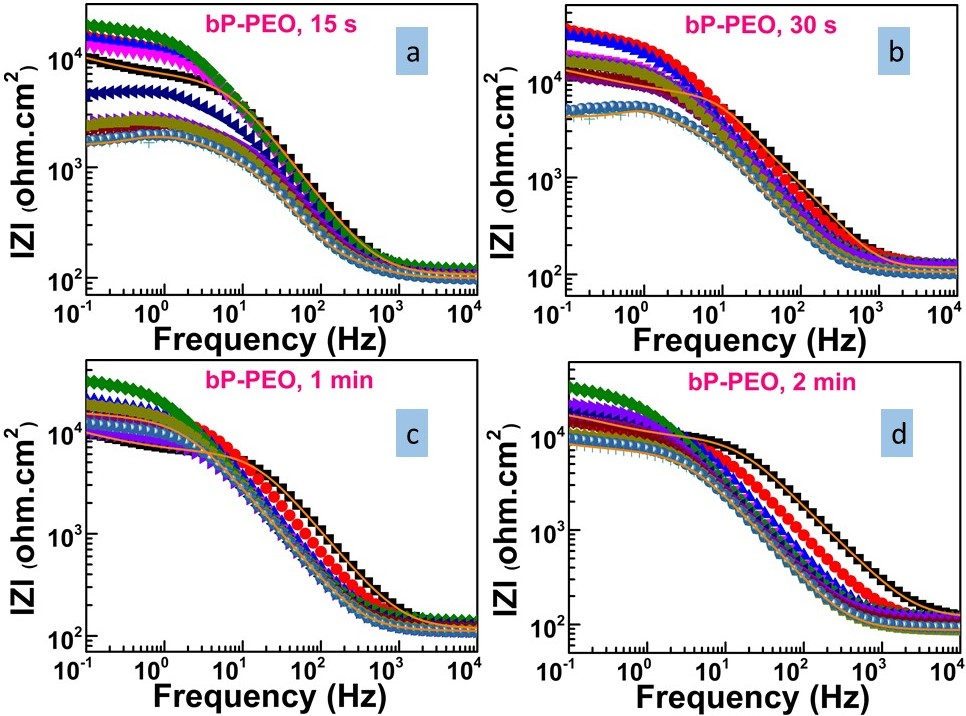 bP-PEO, 15 s
a
10^4
10^3
10^2
IZI (ohm.cm^2)
10^-1 10^0 10^1 10^2 10^3 10^4
Frequency (Hz)
bP-PEO, 30 s
b
10^4
10^3
10^2
IZI (ohm.cm^2)
10^-1 10^0 10^1 10^2 10^3 10^4
Frequency (Hz)
bP-PEO, 1 min
c
10^4
10^3
10^2
IZI (ohm.cm^2)
10^-1 10^0 10^1 10^2 10^3 10^4
Frequency (Hz)
bP-PEO, 2 min
d
10^4
10^3
10^2
IZI (ohm.cm^2)
10^-1 10^0 10^1 10^2 10^3 10^4
Frequency (Hz)